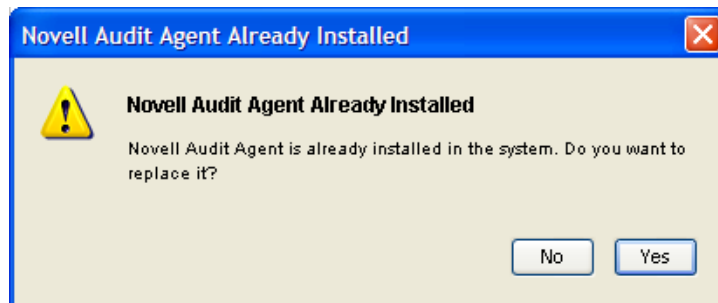 Novell Audit Agent Already Installed
Novell Audit Agent Already Installed
Novell Audit Agent is already installed in the system. Do you want to
replace it?
No Yes